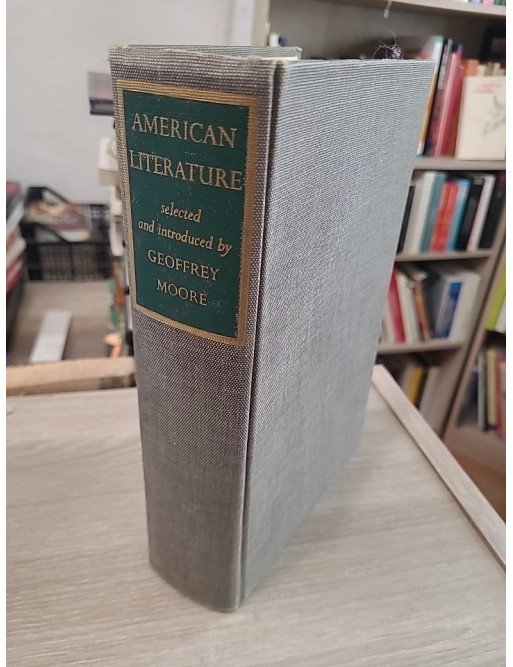 AMERICAN
LITERATURE
selected
and introduced by
GEOFFREY
MOORE